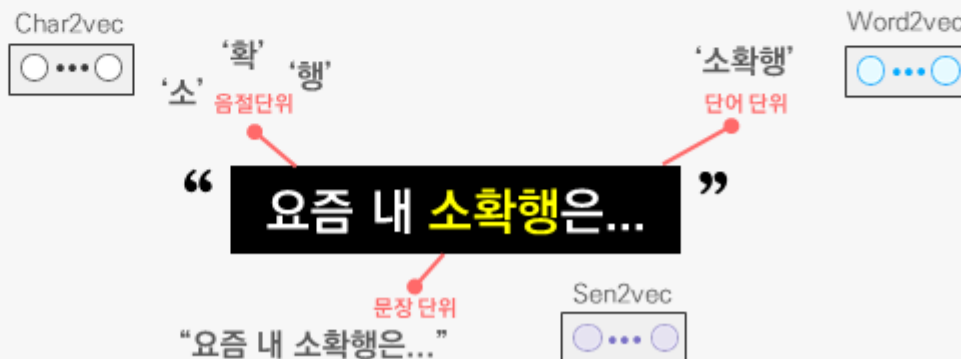 Char2vec
Word2vec
'소' '확' '행'
음절단위
'소확행'
단어 단위
“ 요즘 내 소확행은... ”
문장 단위
“요즘 내 소확행은...”
Sen2vec